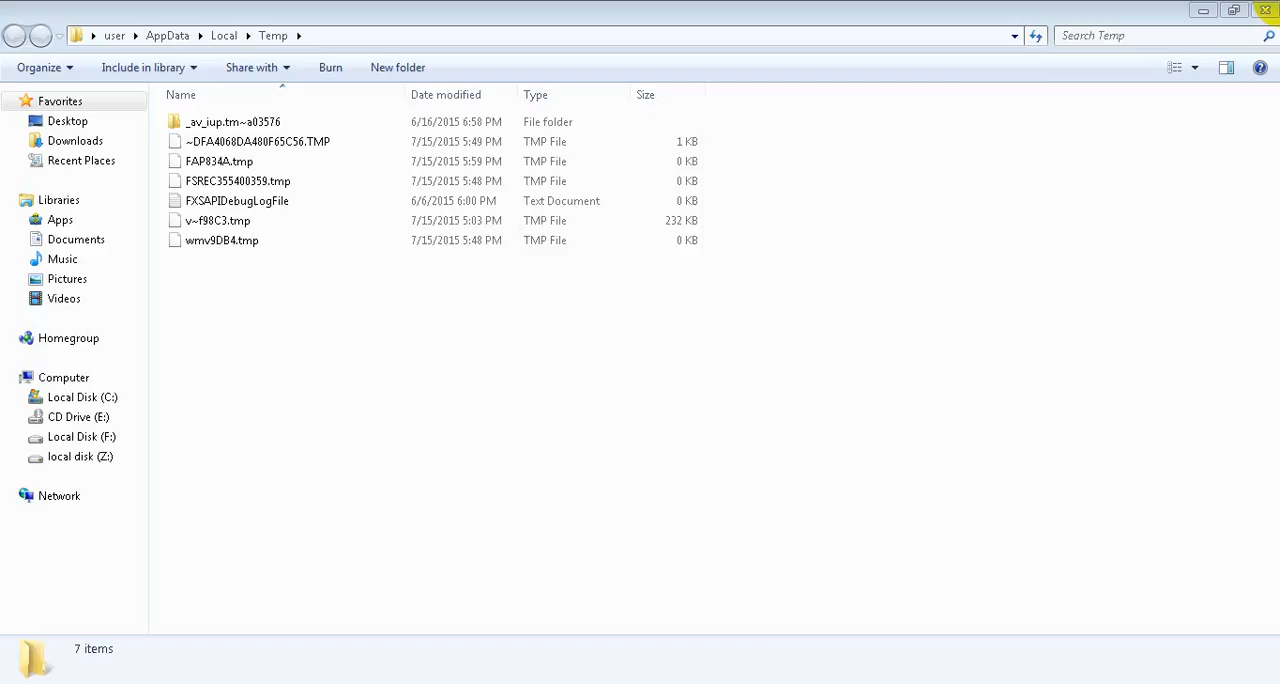 user AppData Local Temp
Search Temp
Organize Include in library Share with Burn New folder
Name Date modified Type Size
Favorites
Desktop
Downloads
Recent Places
Libraries
Apps
Documents
Music
Pictures
Videos
Homegroup
Computer
Local Disk (C:)
CD Drive (E:)
Local Disk (F:)
local disk (Z:)
Network
_av_iup.tm~a03576 6/16/2015 6:58 PM File folder
~DFA4068DA480F65C56.TMP 7/15/2015 5:49 PM TMP File 1 KB
FAP834A.tmp 7/15/2015 5:59 PM TMP File 0 KB
FSREC355400359.tmp 7/15/2015 5:48 PM TMP File 0 KB
FXSAPIDebugLogFile 6/6/2015 6:00 PM Text Document 0 KB
v~f98C3.tmp 7/15/2015 5:03 PM TMP File 232 KB
wmv9DB4.tmp 7/15/2015 5:48 PM TMP File 0 KB
7 items